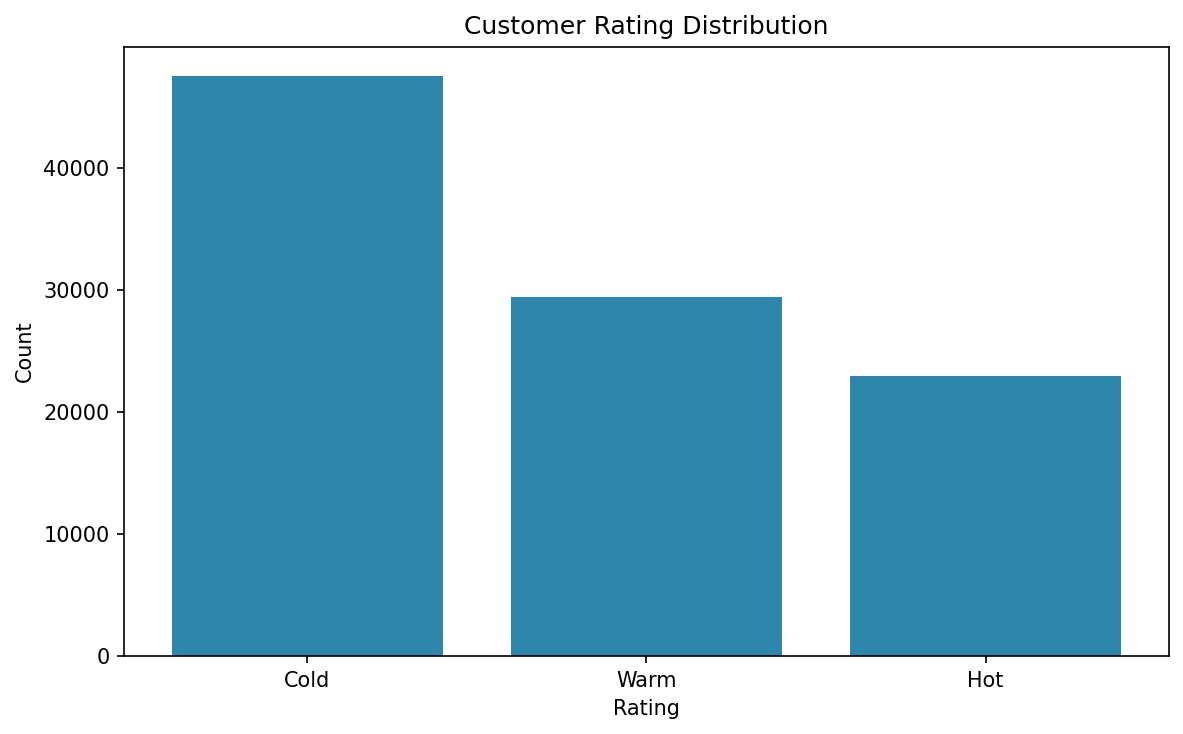 Customer Rating Distribution
40000
30000
20000
10000
0
Count
Cold Warm Hot
Rating